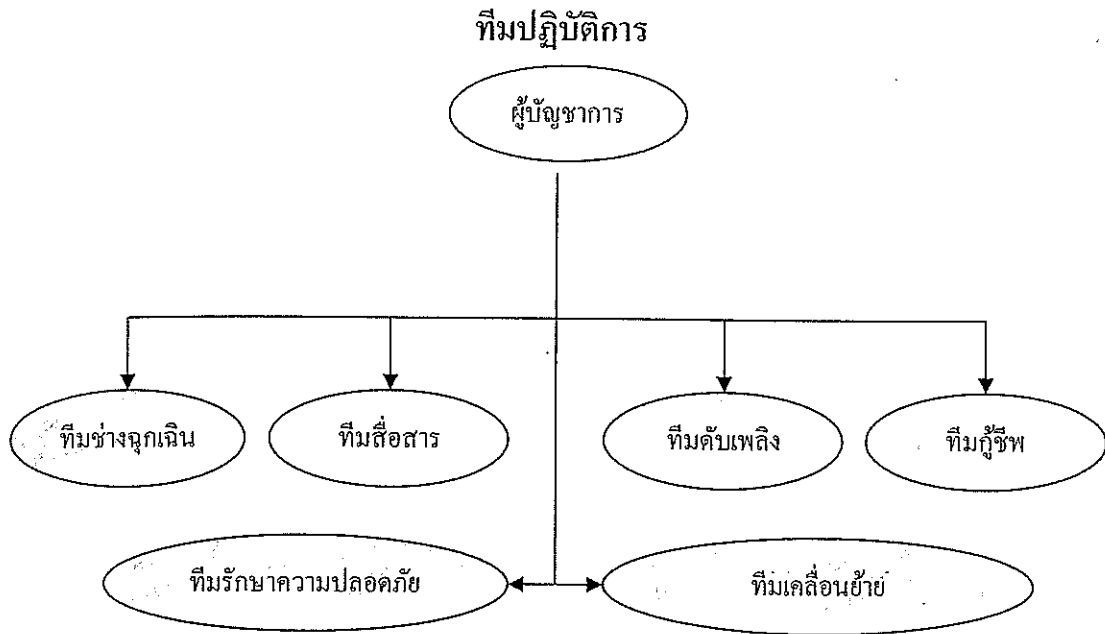 ทีมปฏิบัติการ
ผู้บัญชาการ
ทีมช่างฉุกเฉิน
ทีมสื่อสาร
ทีมดับเพลิง
ทีมกู้ชีพ
ทีมรักษาความปลอดภัย
ทีมเคลื่อนย้าย